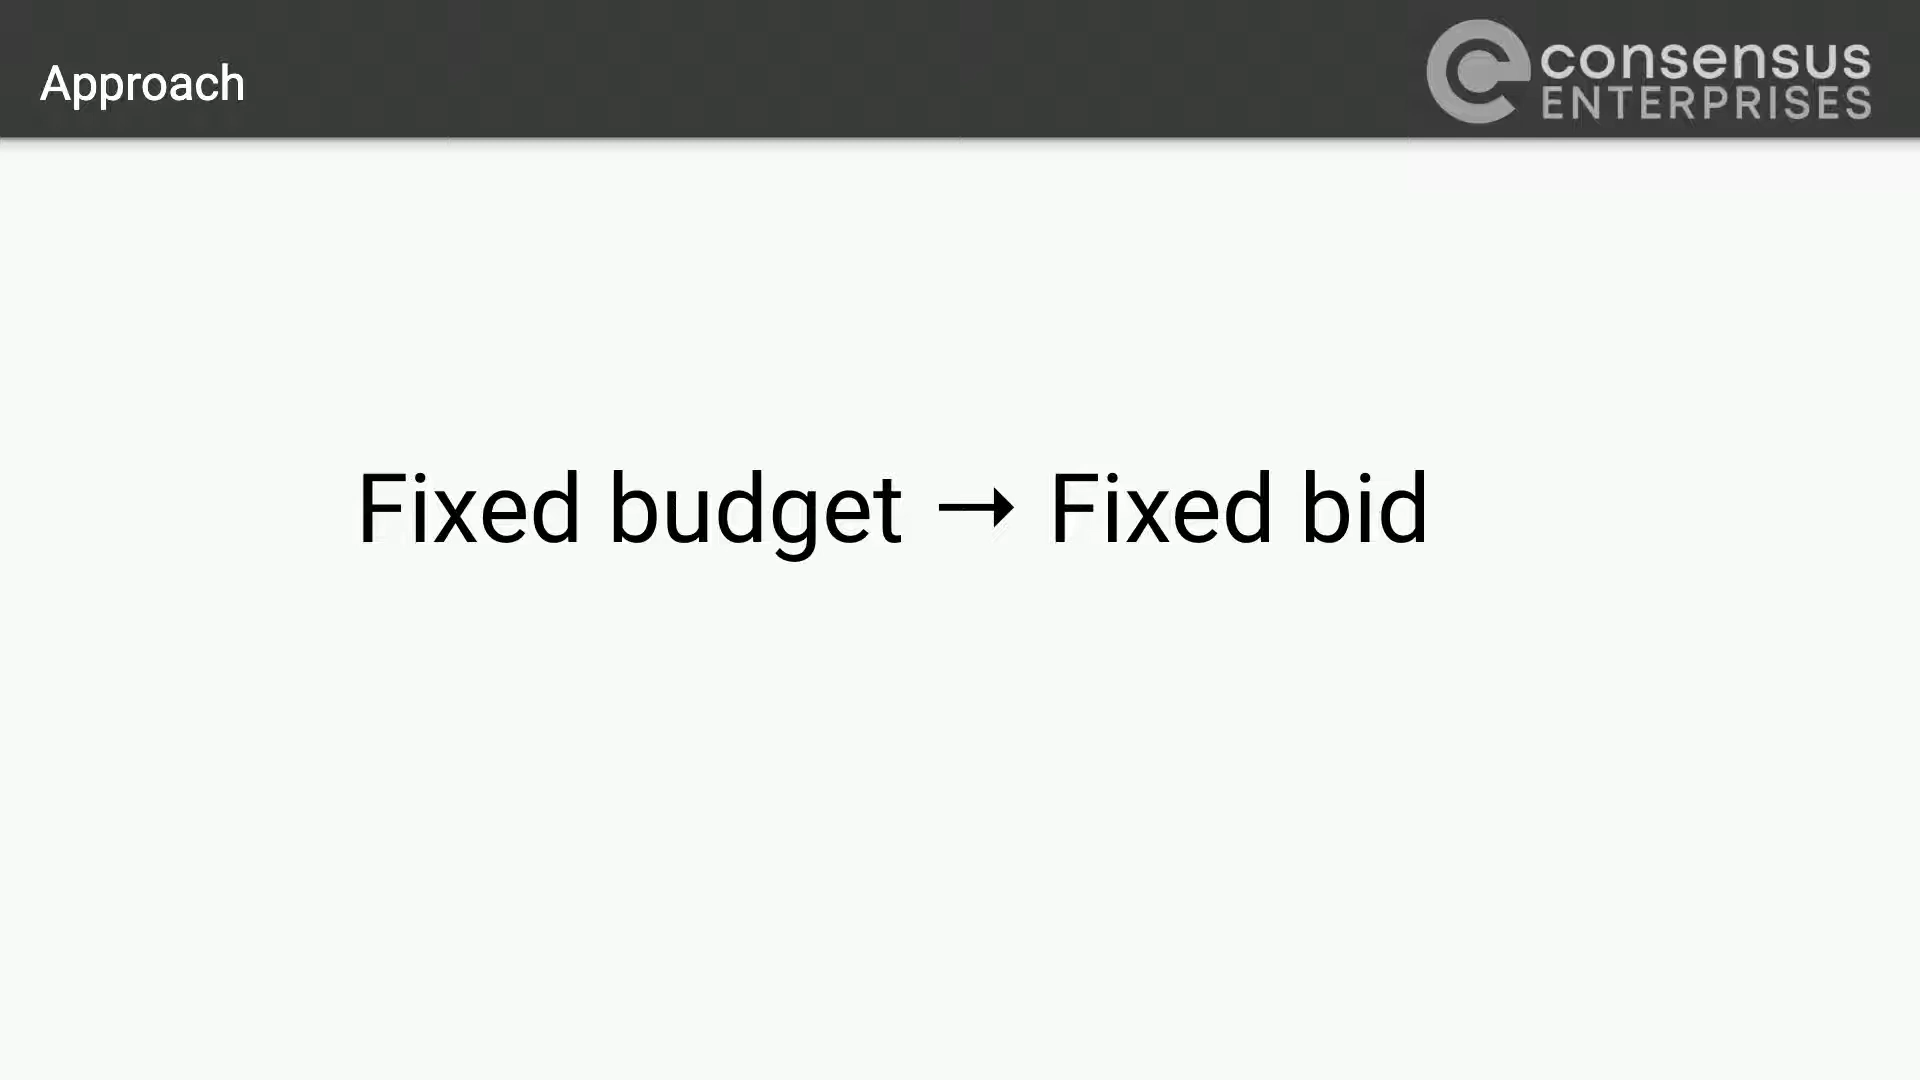 Approach
consensus
ENTERPRISES
Fixed budget → Fixed bid